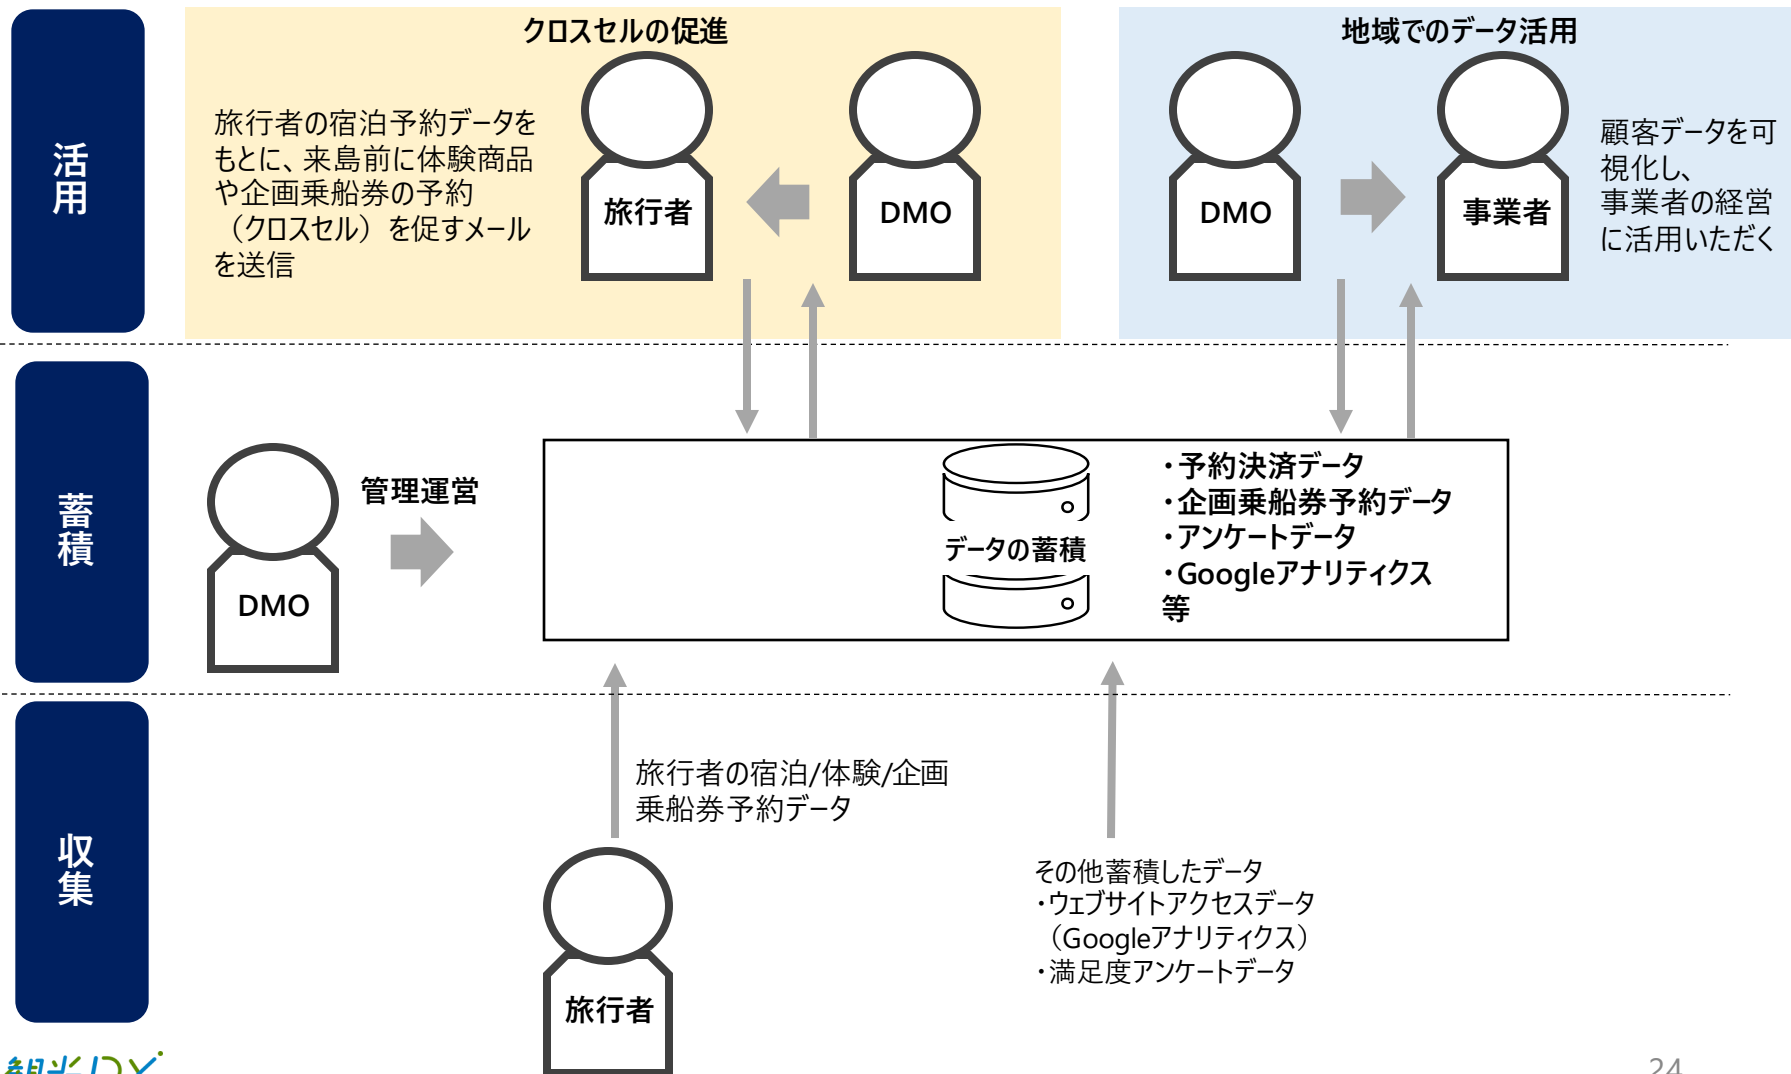 活用
クロスセルの促進
旅行者の宿泊予約データを
もとに、来島前に体験商品
や企画乗船券の予約
（クロスセル）を促すメール
を送信
旅行者
DMO
地域でのデータ活用
DMO
事業者
顧客データを可
視化し、
事業者の経営
に活用いただく
蓄積
DMO
管理運営
データの蓄積
・予約決済データ
・企画乗船券予約データ
・アンケートデータ
・Googleアナリティクス
等
収集
旅行者の宿泊/体験/企画
乗船券予約データ
旅行者
その他蓄積したデータ
・ウェブサイトアクセスデータ
（Googleアナリティクス）
・満足度アンケートデータ
観光DX
24